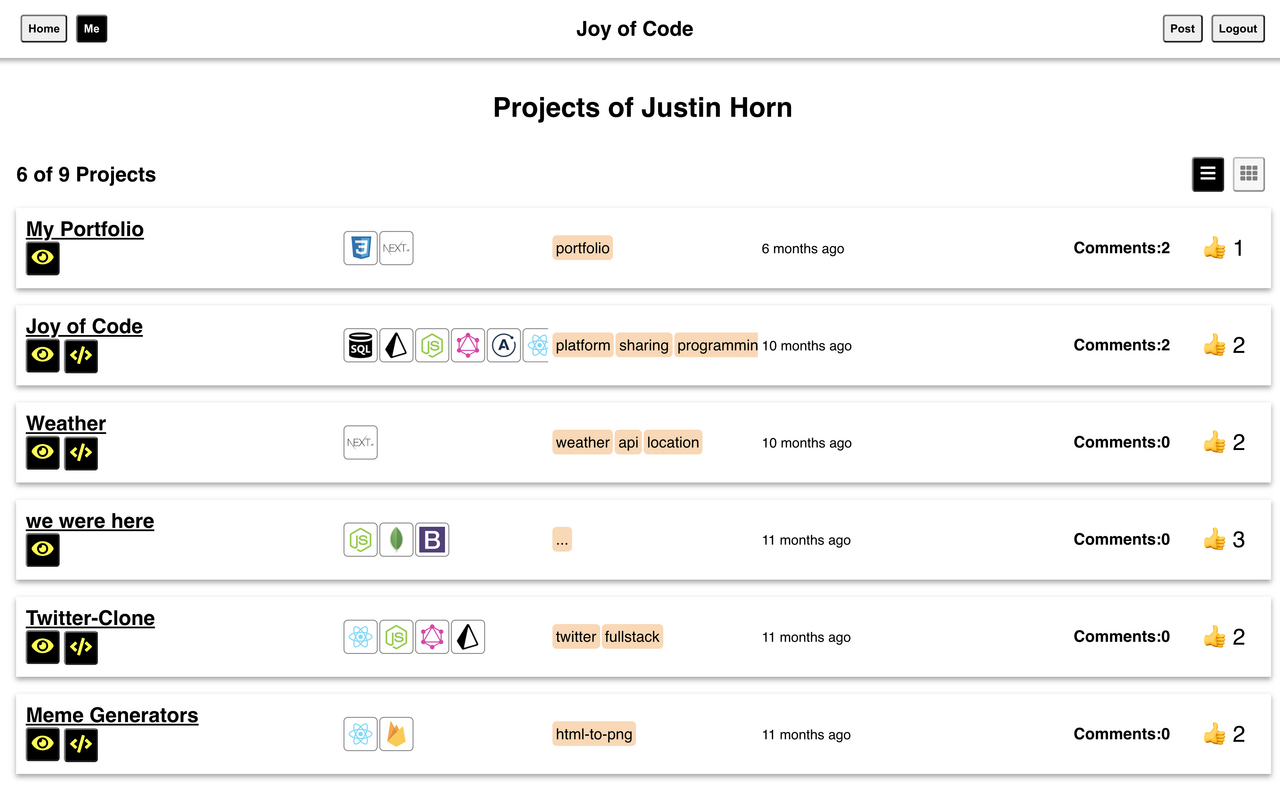 Home Me Joy of Code Post Logout
Projects of Justin Horn
6 of 9 Projects
My Portfolio
3 NEXT.JS portfolio 6 months ago Comments:2 👍 1
Joy of Code
SQL JS A platform sharing programmin 10 months ago Comments:2 👍 2
</>
Weather
NEXT.JS weather api location 10 months ago Comments:0 👍 2
</>
we were here
JS B ... 11 months ago Comments:0 👍 3
Twitter-Clone
JS twitter fullstack 11 months ago Comments:0 👍 2
</>
Meme Generators
html-to-png 11 months ago Comments:0 👍 2
</>